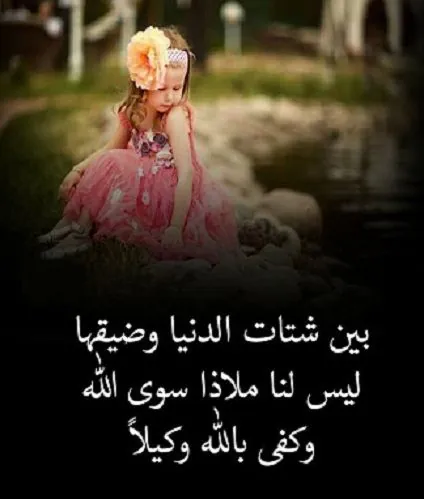 بين شتات الدنيا وضيقها
ليس لنا ملاذا سوى الله
وكفى بالله وكيلاً